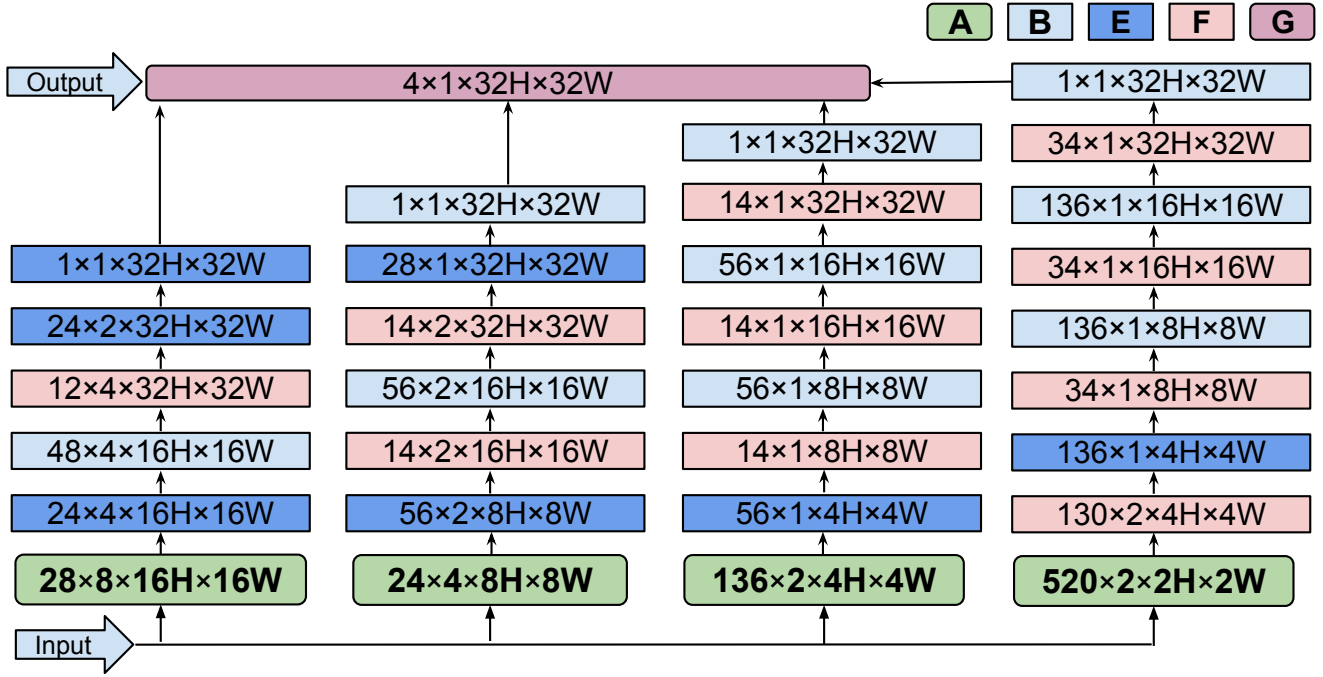 A B E F G
Output 4×1×32H×32W 1×1×32H×32W
1×1×32H×32W 34×1×32H×32W
1×1×32H×32W 14×1×32H×32W 136×1×16H×16W
1×1×32H×32W 28×1×32H×32W 56×1×16H×16W 34×1×16H×16W
24×2×32H×32W 14×2×32H×32W 14×1×16H×16W 136×1×8H×8W
12×4×32H×32W 56×2×16H×16W 56×1×8H×8W 34×1×8H×8W
48×4×16H×16W 14×2×16H×16W 14×1×8H×8W 136×1×4H×4W
24×4×16H×16W 56×2×8H×8W 56×1×4H×4W 130×2×4H×4W
28×8×16H×16W 24×4×8H×8W 136×2×4H×4W 520×2×2H×2W
Input